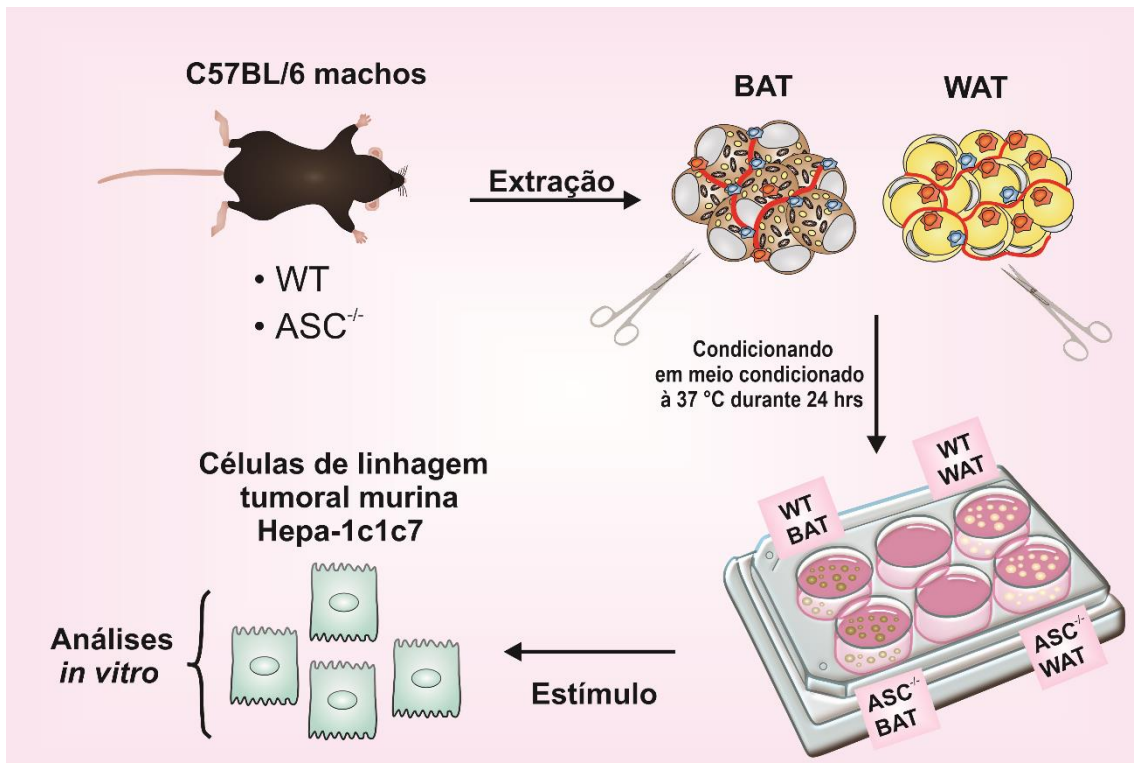 C57BL/6 machos
• WT
• ASC-/-
Extração
BAT
WAT
Condicionando
em meio condicionado
à 37 °C durante 24 hrs
WT
BAT
WT
WAT
ASC-/-
BAT
ASC-/-
WAT
Estímulo
Células de linhagem
tumoral murina
Hepa-1c1c7
Análises
in vitro